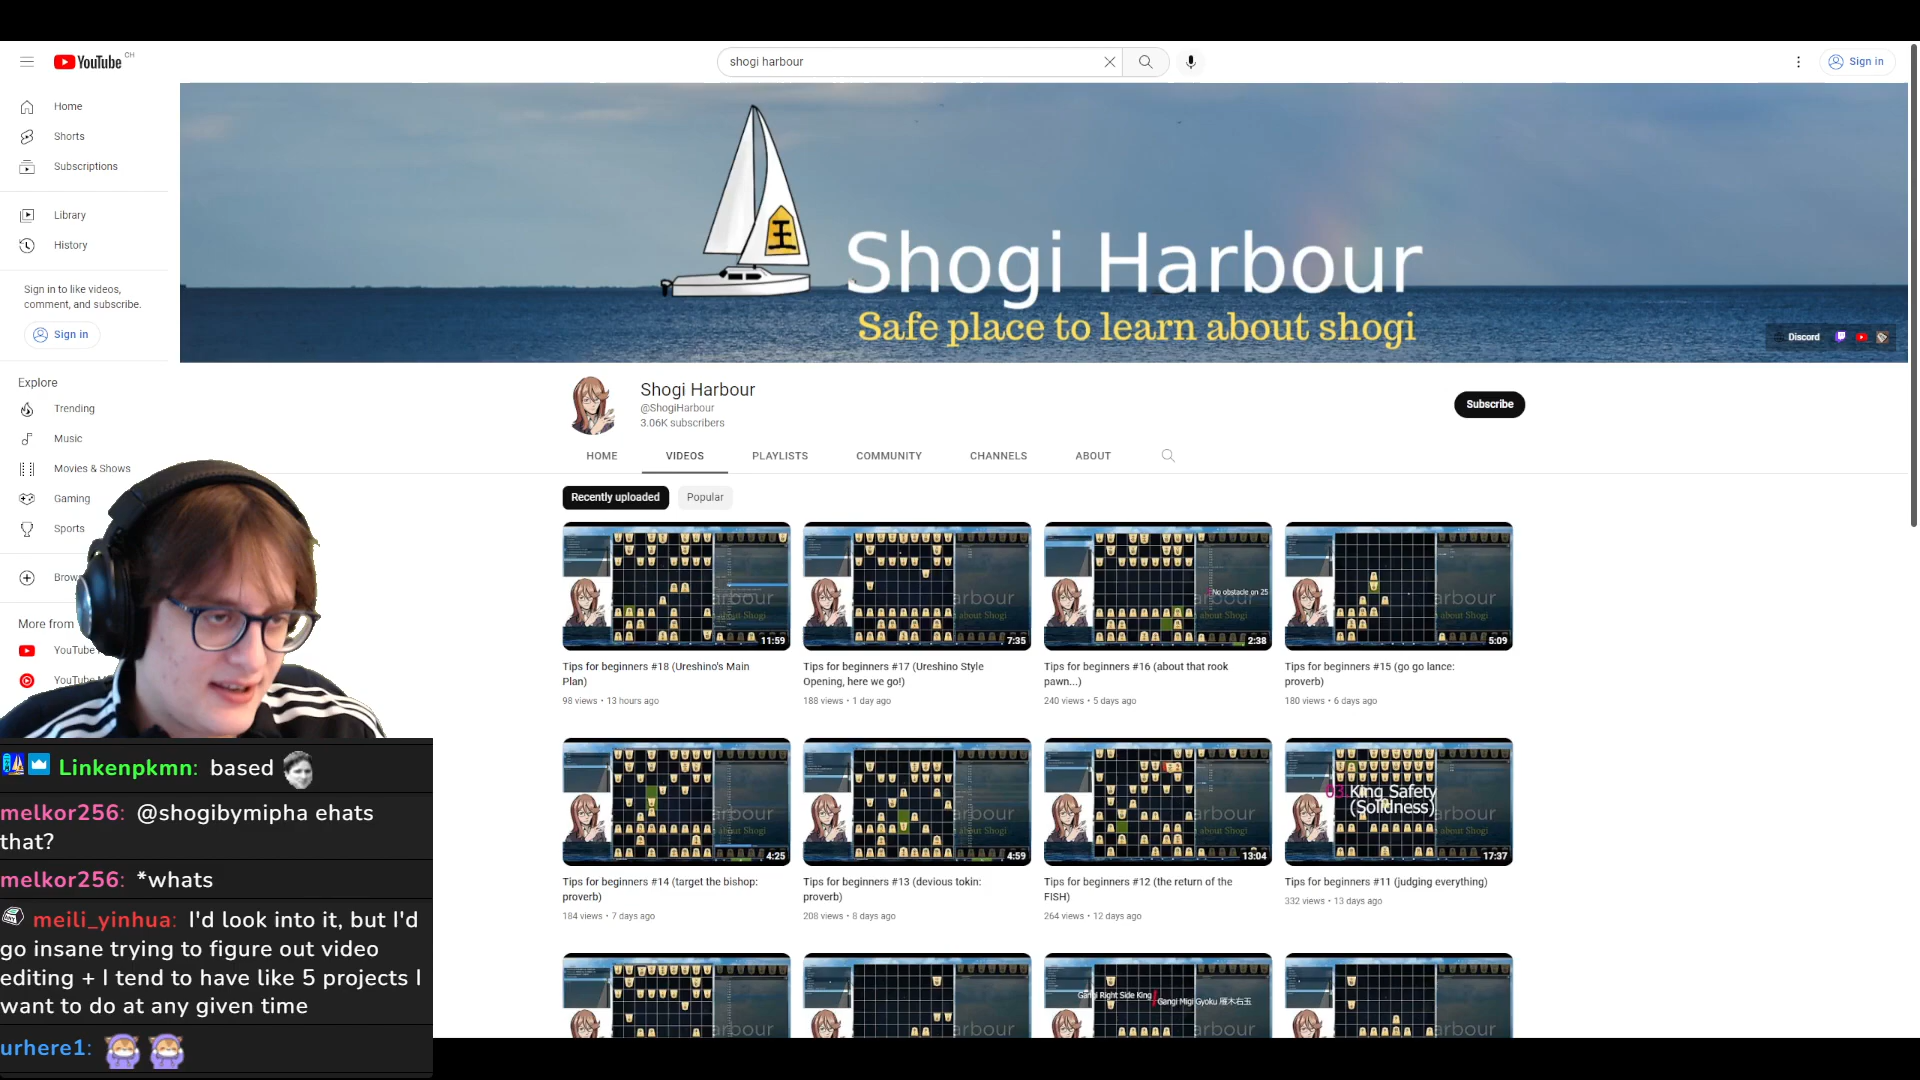 YouTube CH
shogi harbour
Sign in
Home
Shorts
Subscriptions
Library
History
Sign in to like videos,
comment, and subscribe.
Sign in
Explore
Trending
Music
Movies & Shows
Gaming
Sports
More from
YouTube
王
Shogi Harbour
Safe place to learn about shogi
Discord
Shogi Harbour
@ShogiHarbour
3.06K subscribers
Subscribe
HOME
VIDEOS
PLAYLISTS
COMMUNITY
CHANNELS
ABOUT
Recently uploaded
Popular
11:59
Tips for beginners #18 (Ureshino's Main
Plan)
98 views • 13 hours ago
7:35
Tips for beginners #17 (Ureshino Style
Opening, here we go!)
188 views • 1 day ago
No obstacle on 25
2:38
Tips for beginners #16 (about that rook
pawn...)
240 views • 5 days ago
5:09
Tips for beginners #15 (go go lance:
proverb)
180 views • 6 days ago
4:25
Tips for beginners #14 (target the bishop:
proverb)
184 views • 7 days ago
4:59
Tips for beginners #13 (devious tokin:
proverb)
208 views • 8 days ago
13:04
Tips for beginners #12 (the return of the
FISH)
264 views • 12 days ago
03. King Safety
(Solidness)
17:37
Tips for beginners #11 (judging everything)
332 views • 13 days ago
Gangi Right Side King
Gangi Migi Gyoku 雁木右玉
Linkenpkmn: based
melkor256: @shogibymipha ehats
that?
melkor256: *whats
meili_yinhua: I'd look into it, but I'd
go insane trying to figure out video
editing + I tend to have like 5 projects I
want to do at any given time
urhere1: